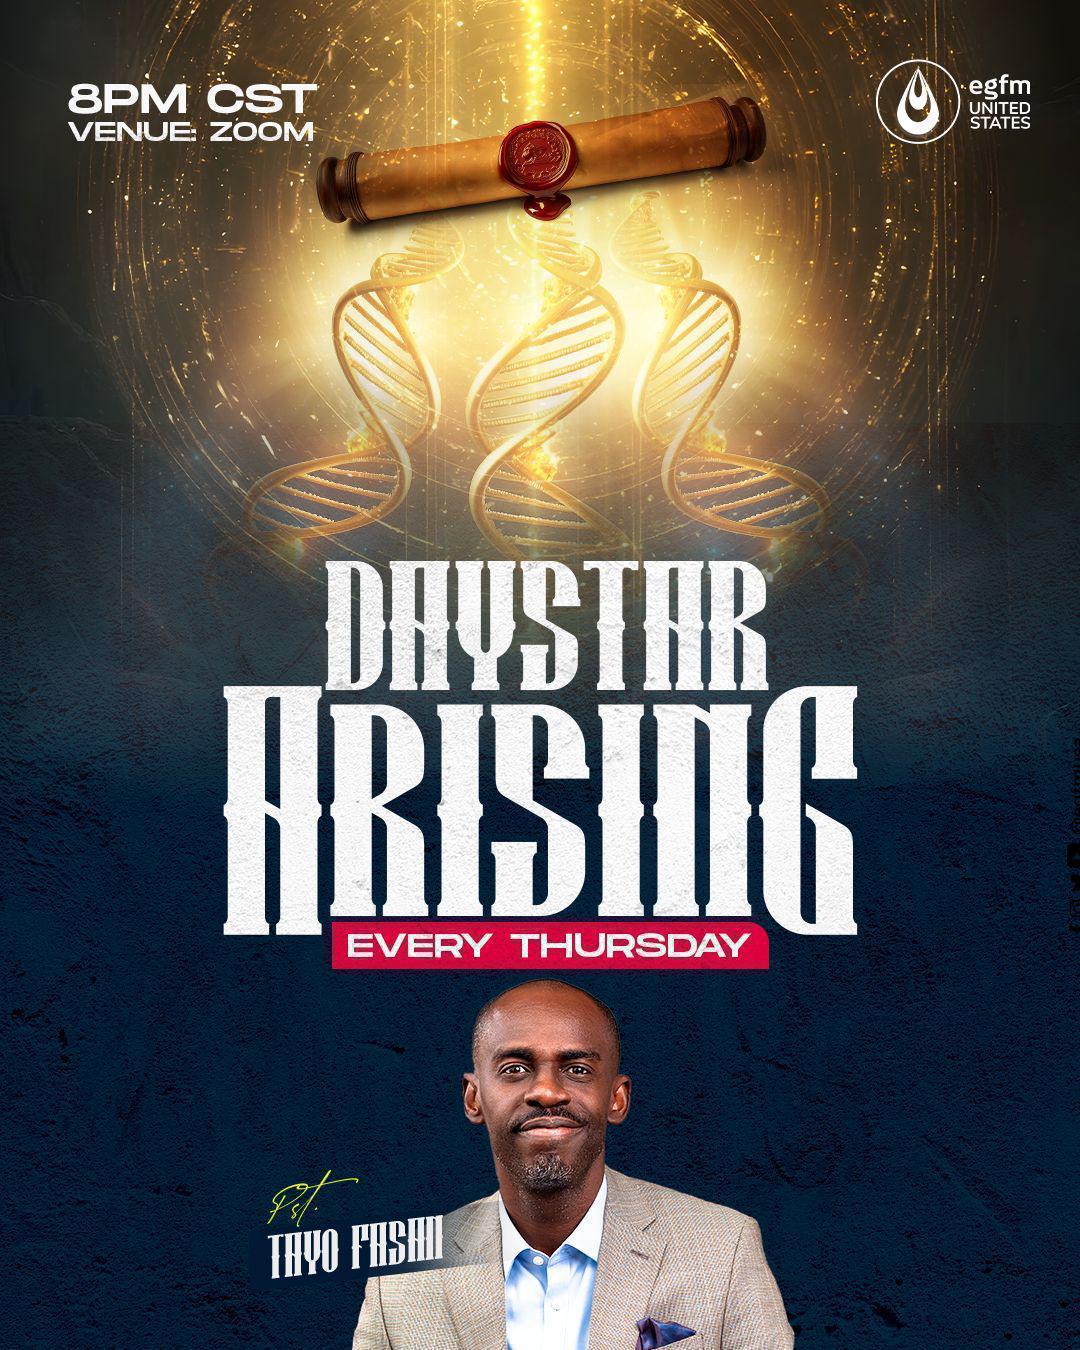 8PM CST
VENUE: ZOOM
egfm
UNITED
STATES
DAYSTAR
ARISING
EVERY THURSDAY
Pst.
TAYO FASAN